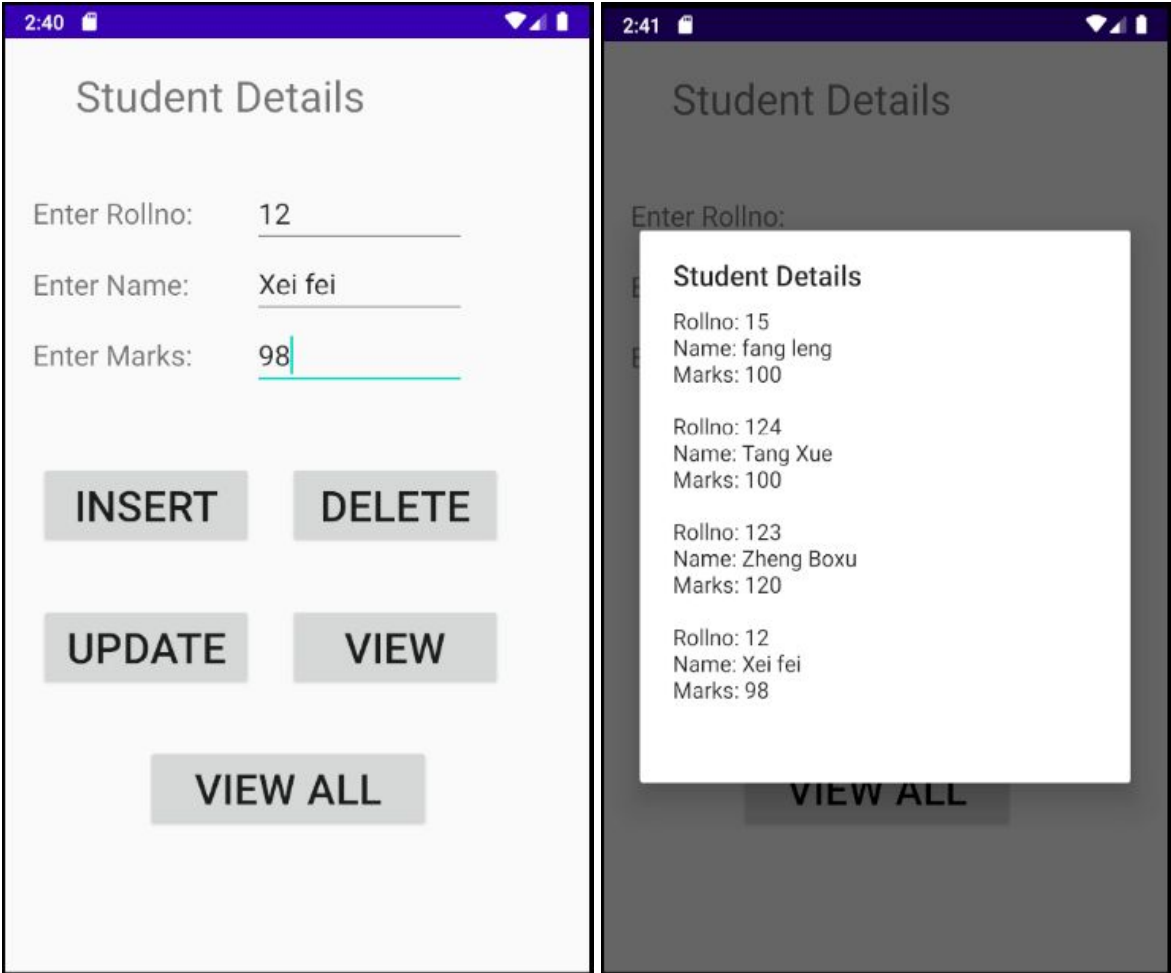 2:40
Student Details
Enter Rollno: 12
Enter Name: Xei fei
Enter Marks: 98
INSERT DELETE
UPDATE VIEW
VIEW ALL
2:41
Student Details
Enter Rollno:
E
E
Student Details
Rollno: 15
Name: fang leng
Marks: 100
Rollno: 124
Name: Tang Xue
Marks: 100
Rollno: 123
Name: Zheng Boxu
Marks: 120
Rollno: 12
Name: Xei fei
Marks: 98
VIEW ALL